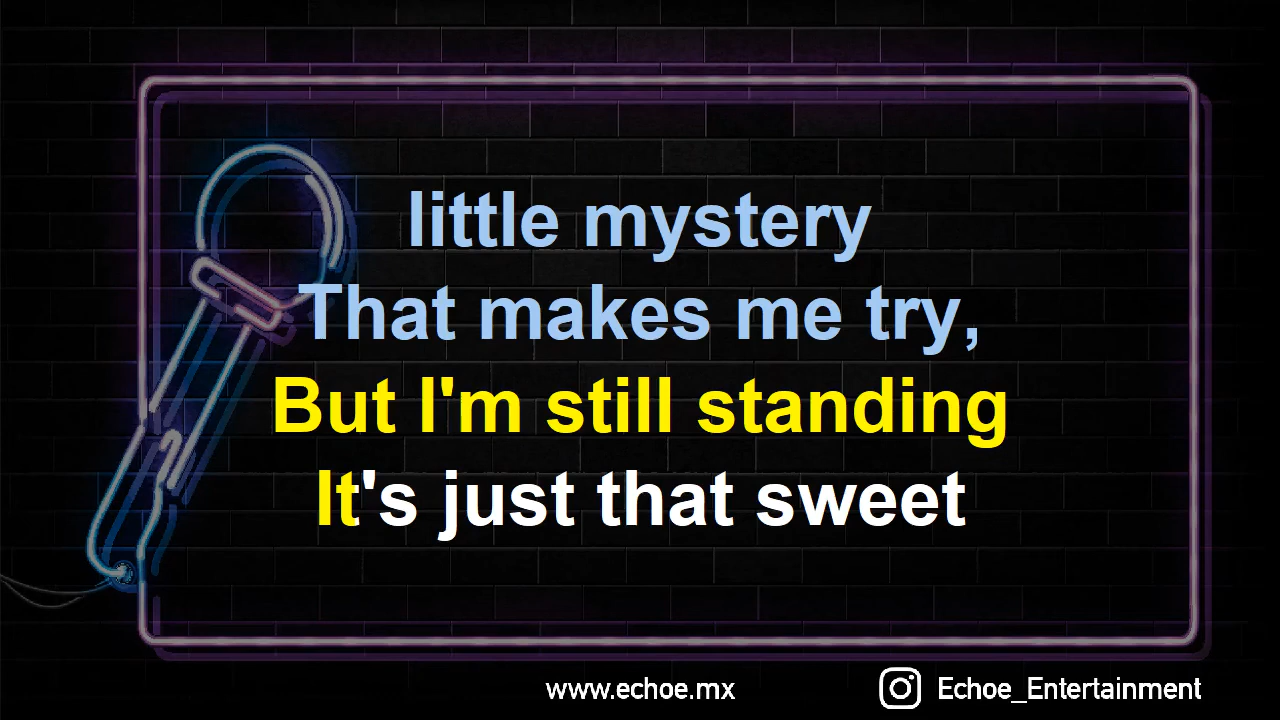 little mystery
That makes me try,
But I'm still standing
It's just that sweet
www.echoe.mx
Echoe_Entertainment